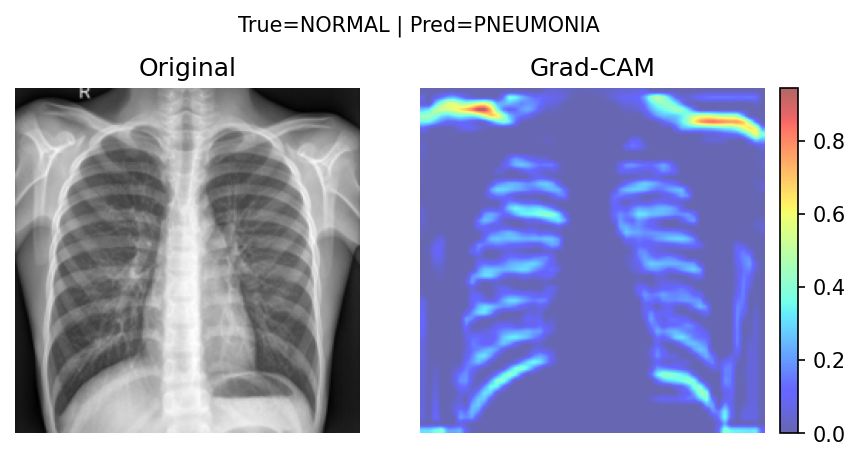 True=NORMAL | Pred=PNEUMONIA
Original
Grad-CAM
R
0.8
0.6
0.4
0.2
0.0